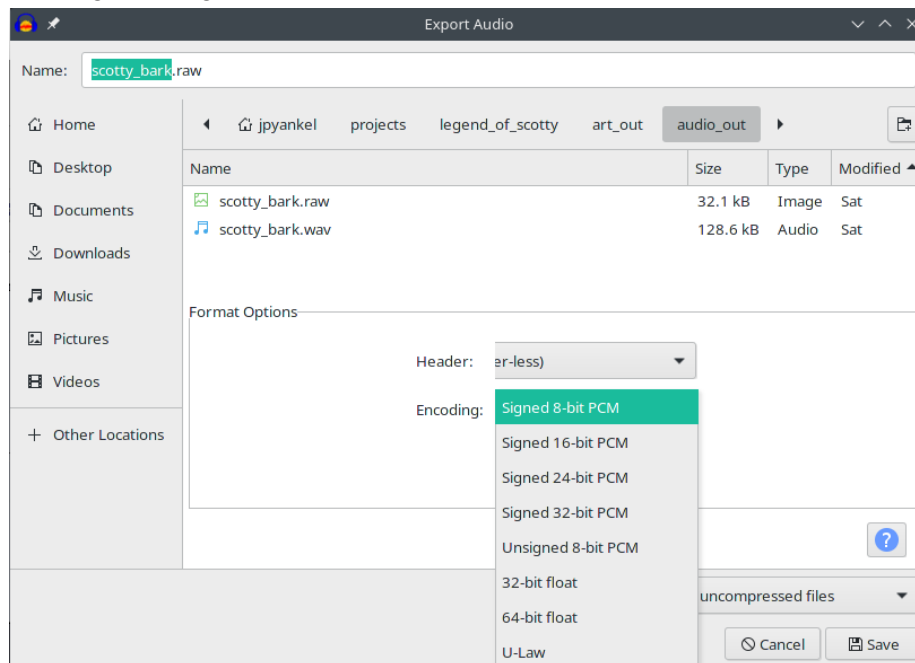 Export Audio
Name: scotty_bark.raw
Home
jpyankel projects legend_of_scotty art_out audio_out
Desktop
Name Size Type Modified
Documents
scotty_bark.raw 32.1 kB Image Sat
scotty_bark.wav 128.6 kB Audio Sat
Downloads
Music
Format Options
Pictures
Header: er-less)
Videos
Encoding: Signed 8-bit PCM
Other Locations
Signed 16-bit PCM
Signed 24-bit PCM
Signed 32-bit PCM
Unsigned 8-bit PCM
32-bit float
uncompressed files
64-bit float
Cancel Save
U-Law